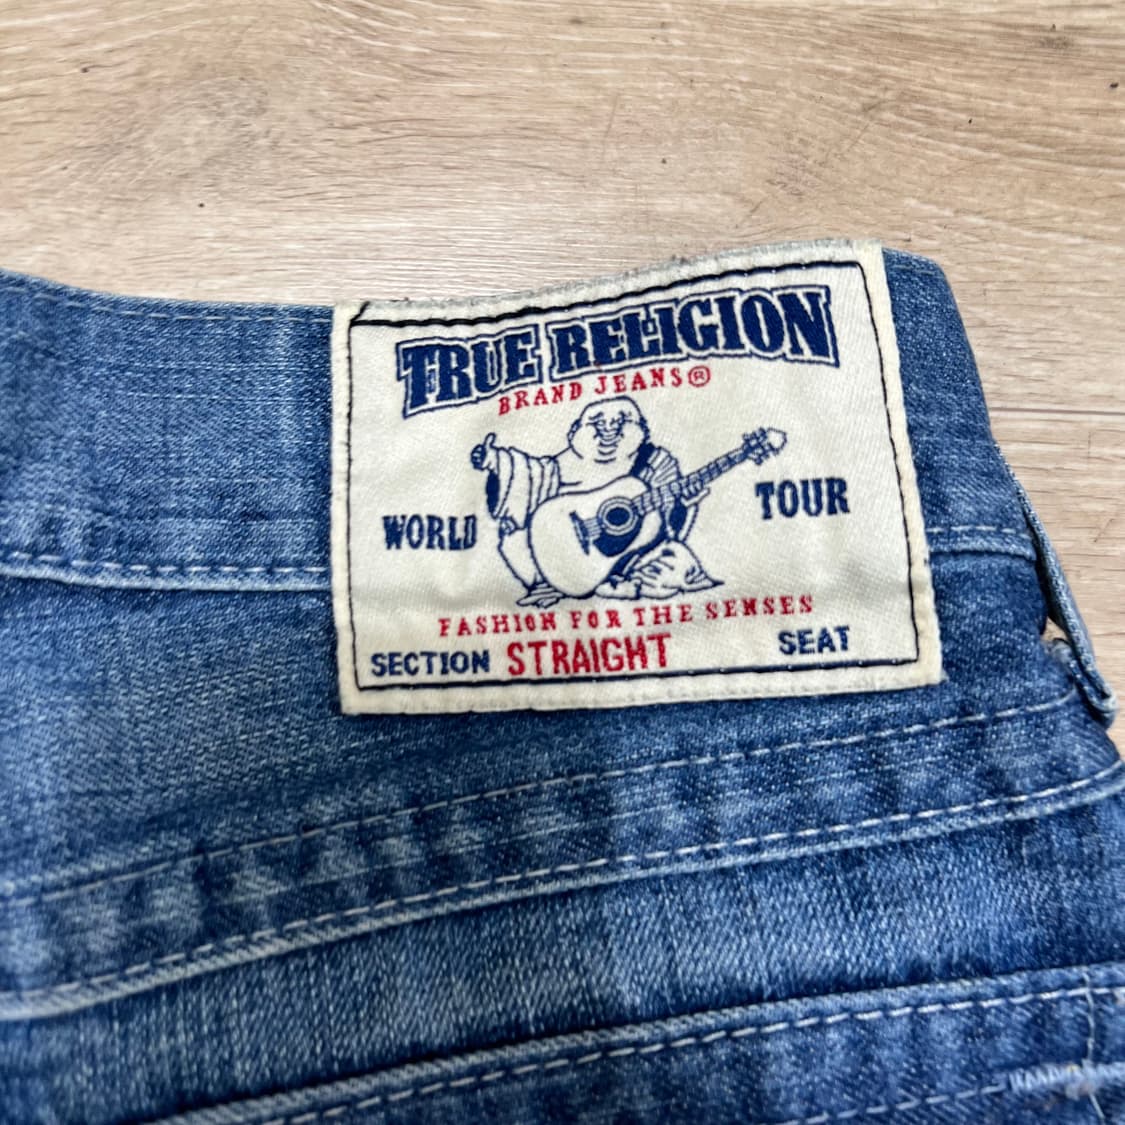 TRUE RELIGION
BRAND JEANS®
WORLD TOUR
FASHION FOR THE SENSES
SECTION STRAIGHT SEAT